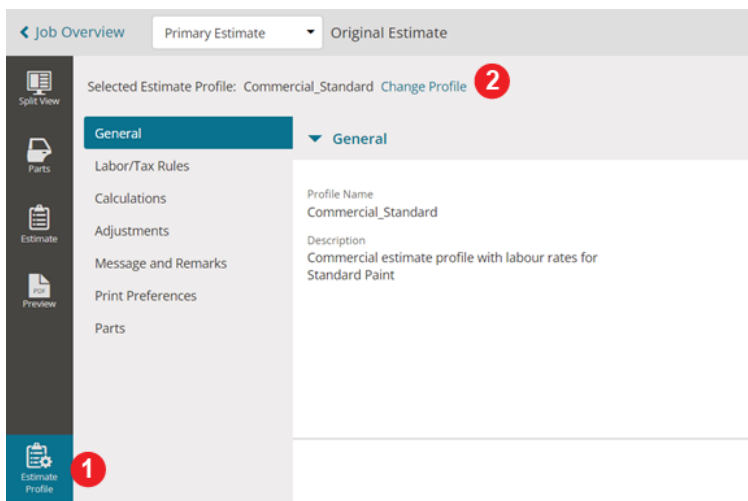 Job Overview
Primary Estimate
Original Estimate
Split View
Parts
Estimate
PDF
Preview
Estimate
Profile
1
Selected Estimate Profile: Commercial_Standard Change Profile
2
General
Labor/Tax Rules
Calculations
Adjustments
Message and Remarks
Print Preferences
Parts
General
Profile Name
Commercial_Standard
Description
Commercial estimate profile with labour rates for
Standard Paint